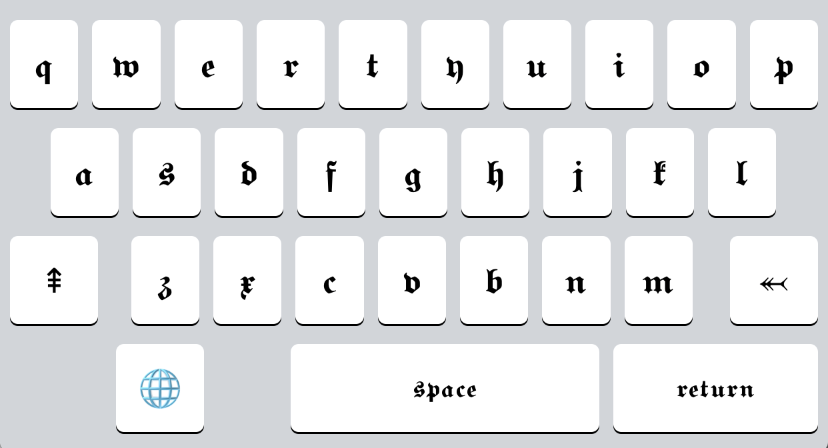 q w e r t y u i o p
a s d f g h j k l
⇞ z x c v b n m ⬶
space return